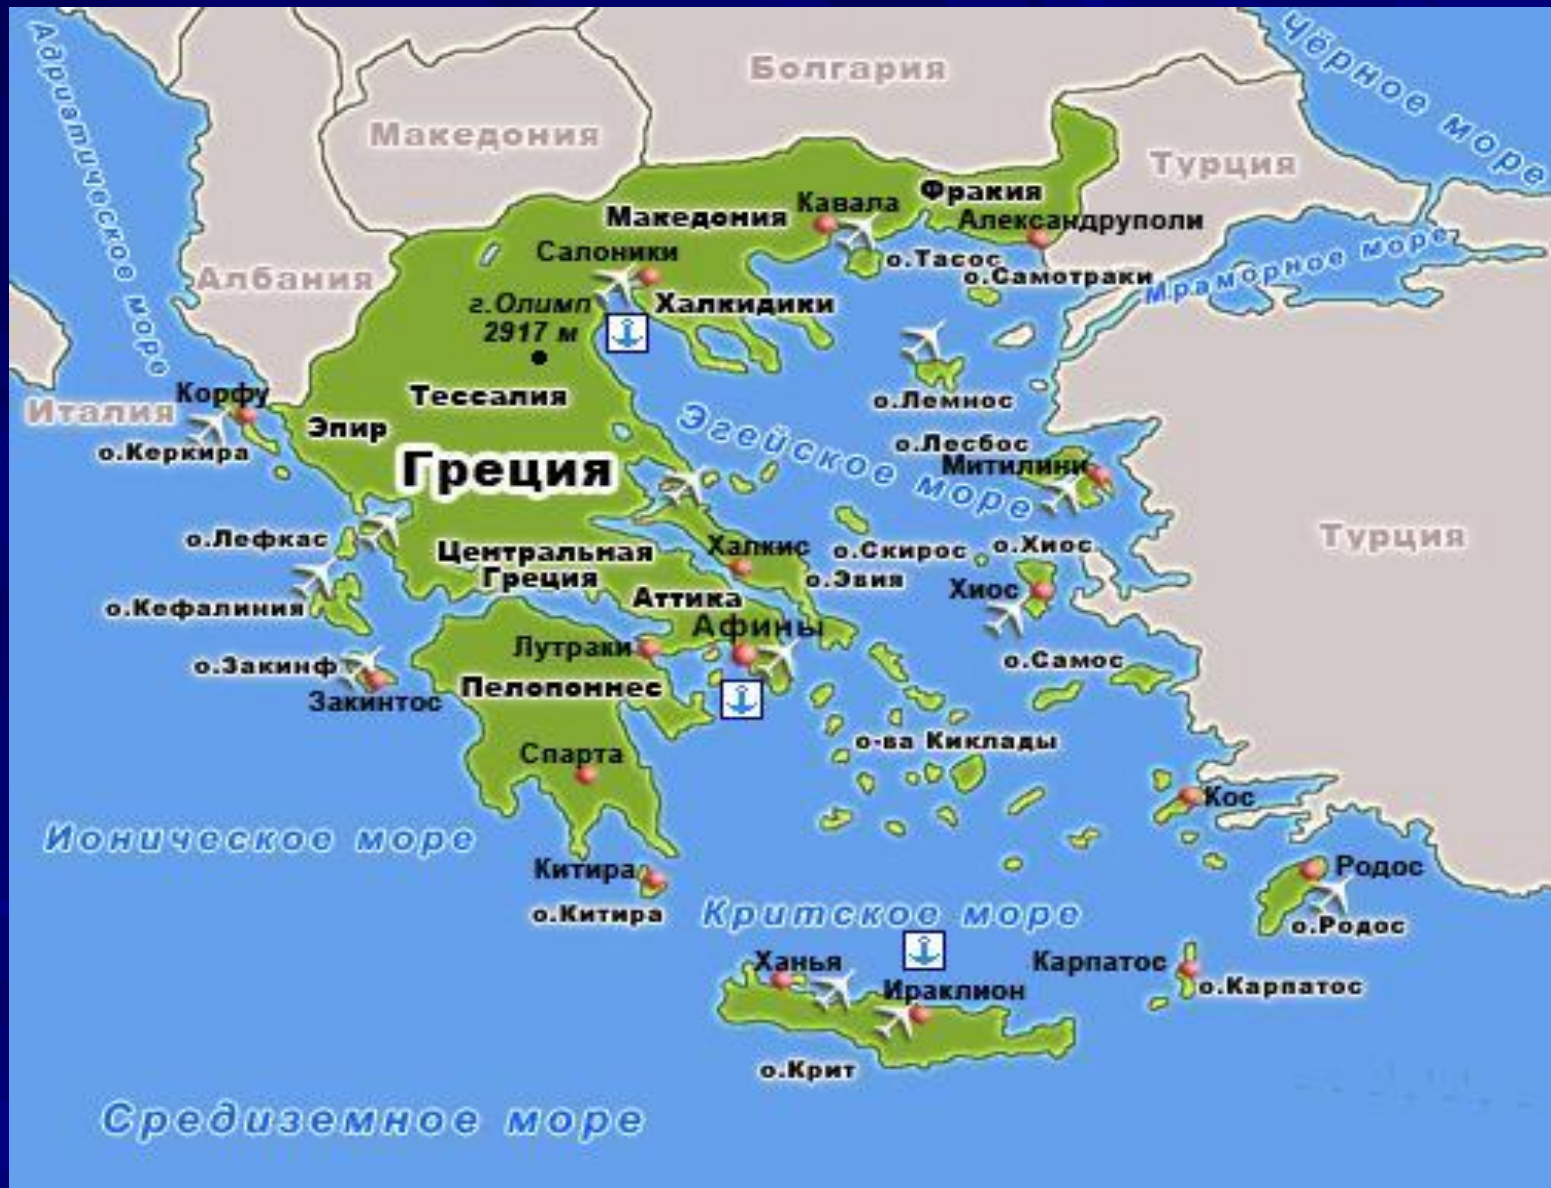 Адриатическое море
Чёрное море
Болгария
Македония
Турция
Албания
Италия
Мраморное море
Фракия
Кавала
Македония
Александруполи
Салоники
о.Тасос
о.Самотраки
г.Олимп
2917 м
Халкидики
Корфу
Тессалия
Эпир
о.Керкира
о.Лемнос
Эгейское море
о.Лесбос
Митилини
Греция
о.Лефкас
Центральная
Греция
Халкис
о.Скирос
о.Хиос
Турция
о.Эвия
Хиос
о.Кефалиния
Аттика
Афины
Лутраки
о.Закинф
Закинтос
Пелопоннес
о.Самос
о-ва Киклады
Спарта
Кос
Ионическое море
Китира
о.Китира
Критское море
Родос
о.Родос
Ханья
Ираклион
Карпатос
о.Карпатос
о.Крит
Средиземное море